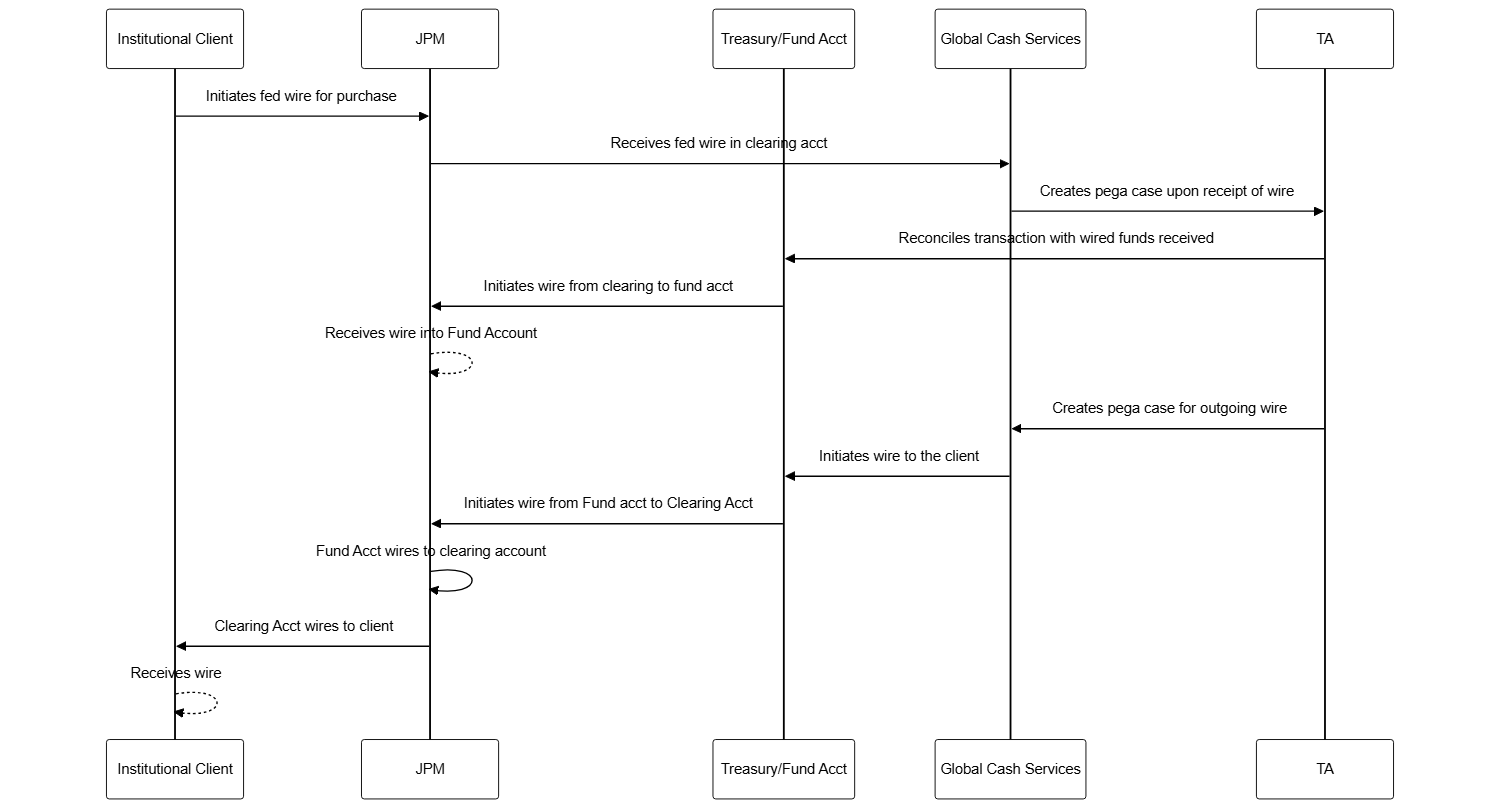 Institutional Client
JPM
Treasury/Fund Acct
Global Cash Services
TA
Initiates fed wire for purchase
Receives fed wire in clearing acct
Creates pega case upon receipt of wire
Reconciles transaction with wired funds received
Initiates wire from clearing to fund acct
Receives wire into Fund Account
Creates pega case for outgoing wire
Initiates wire to the client
Initiates wire from Fund acct to Clearing Acct
Fund Acct wires to clearing account
Clearing Acct wires to client
Receives wire
Institutional Client
JPM
Treasury/Fund Acct
Global Cash Services
TA